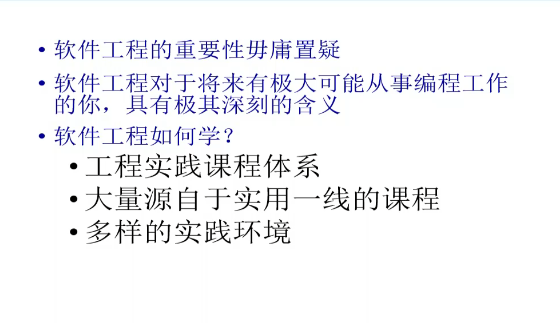 • 软件工程的重要性毋庸置疑
• 软件工程对于将来有极大可能从事编程工作
的你，具有极其深刻的含义
• 软件工程如何学？
• 工程实践课程体系
• 大量源自于实用一线的课程
• 多样的实践环境